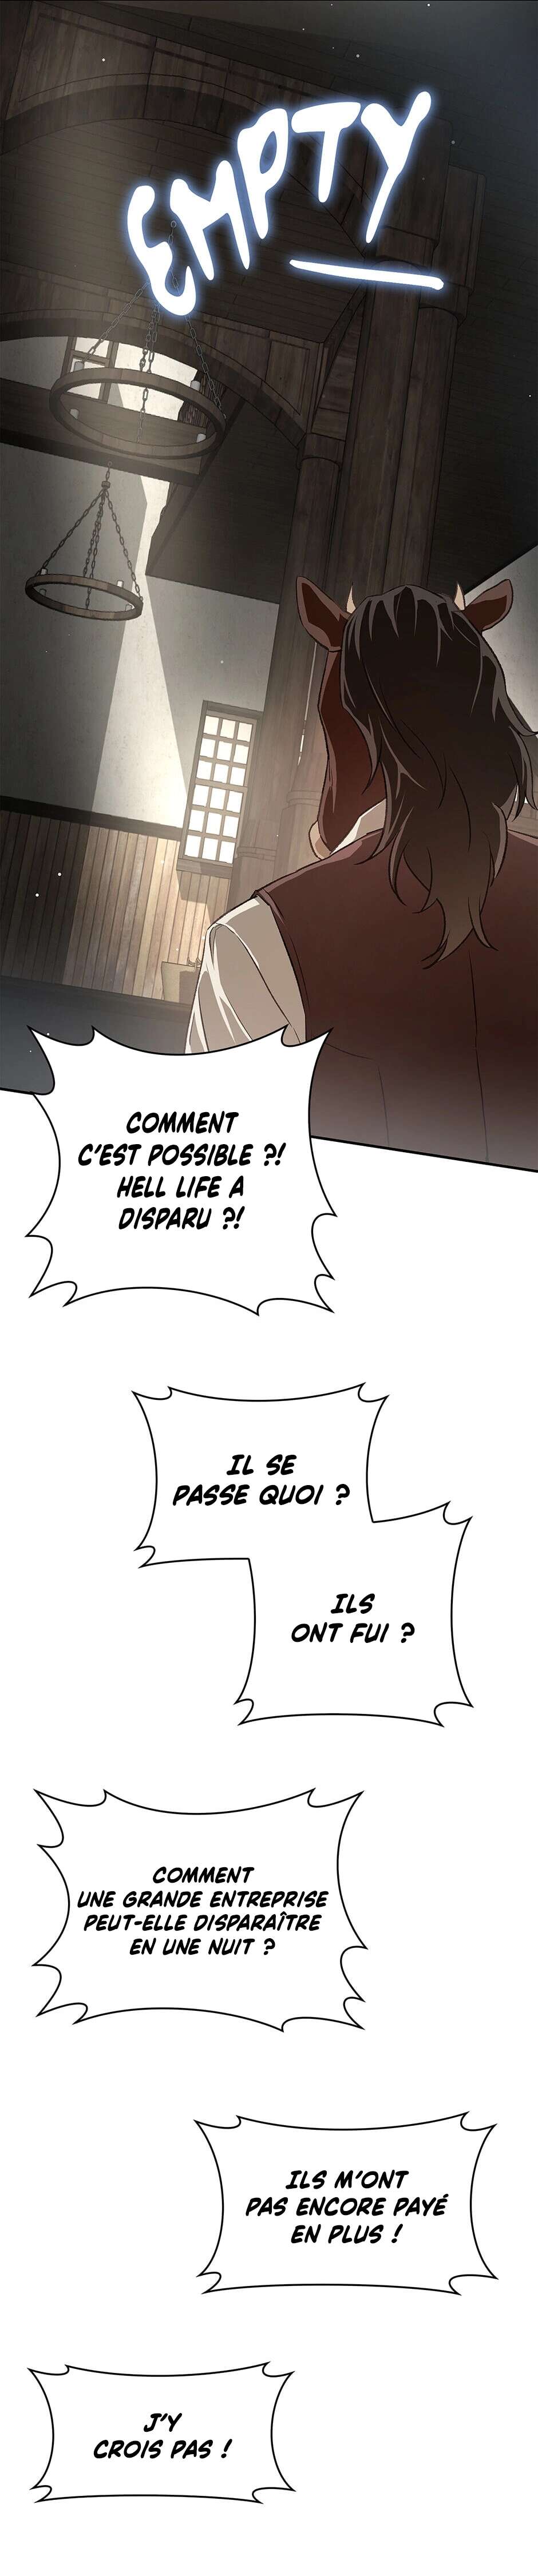 EMPTY
COMMENT
C'EST POSSIBLE ?!
HELL LIFE A
DISPARU ?!
IL SE
PASSE QUOI ?
ILS
ONT FUI ?
COMMENT
UNE GRANDE ENTREPRISE
PEUT-ELLE DISPARAÎTRE
EN UNE NUIT ?
ILS M'ONT
PAS ENCORE PAYÉ
EN PLUS !
J'Y
CROIS PAS !